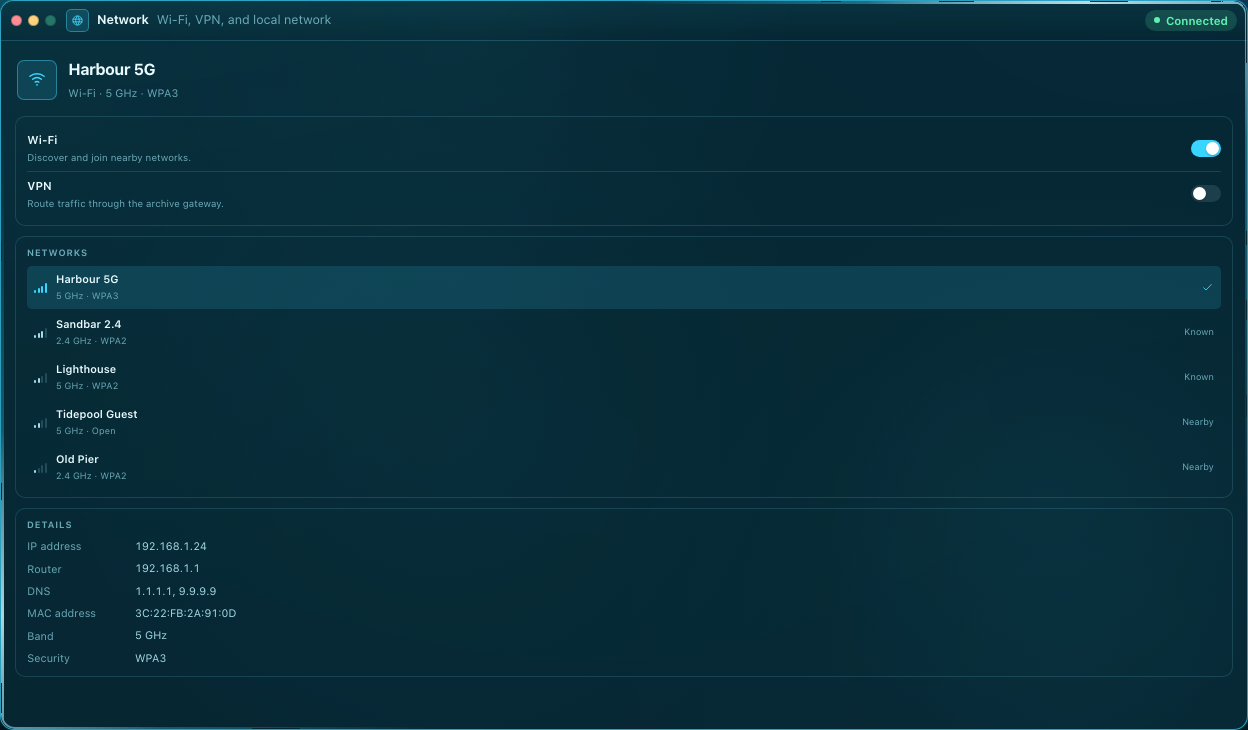 Network Wi-Fi, VPN, and local network Connected
Harbour 5G
Wi-Fi · 5 GHz · WPA3
Wi-Fi
Discover and join nearby networks.
VPN
Route traffic through the archive gateway.
NETWORKS
Harbour 5G
5 GHz · WPA3
Sandbar 2.4
2.4 GHz · WPA2
Known
Lighthouse
5 GHz · WPA2
Known
Tidepool Guest
5 GHz · Open
Nearby
Old Pier
2.4 GHz · WPA2
Nearby
DETAILS
IP address 192.168.1.24
Router 192.168.1.1
DNS 1.1.1.1, 9.9.9.9
MAC address 3C:22:FB:2A:91:0D
Band 5 GHz
Security WPA3